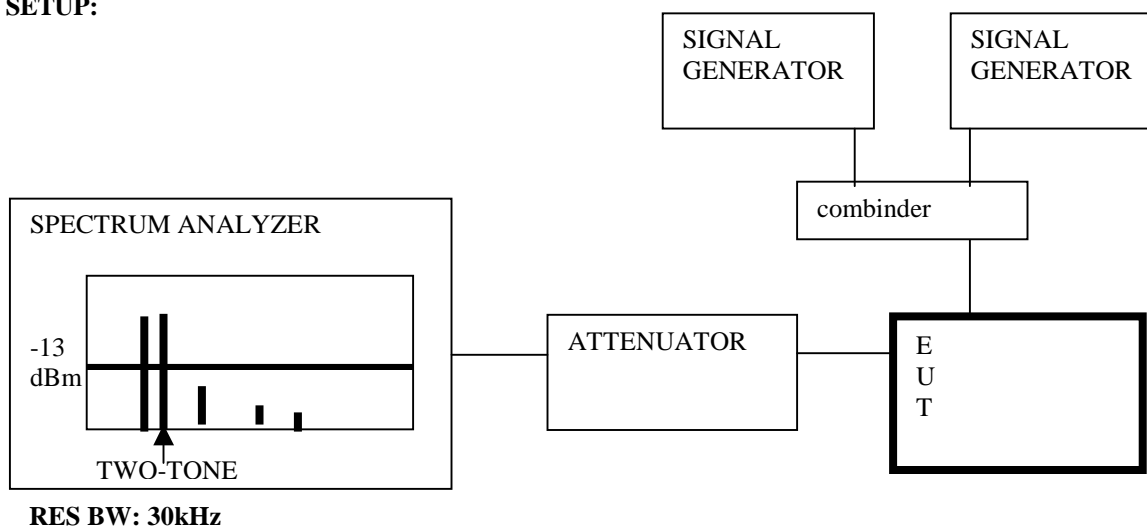 SETUP:
SIGNAL
GENERATOR
SIGNAL
GENERATOR
combinder
SPECTRUM ANALYZER
-13
dBm
TWO-TONE
ATTENUATOR
E
U
T
RES BW: 30kHz